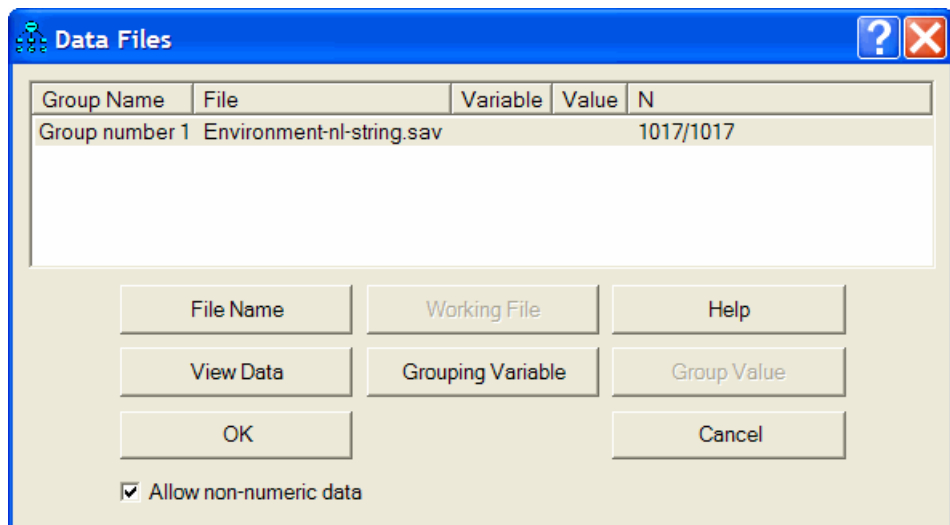 Data Files
Group Name File Variable Value N
Group number 1 Environment-nl-string.sav 1017/1017
File Name Working File Help
View Data Grouping Variable Group Value
OK Cancel
Allow non-numeric data